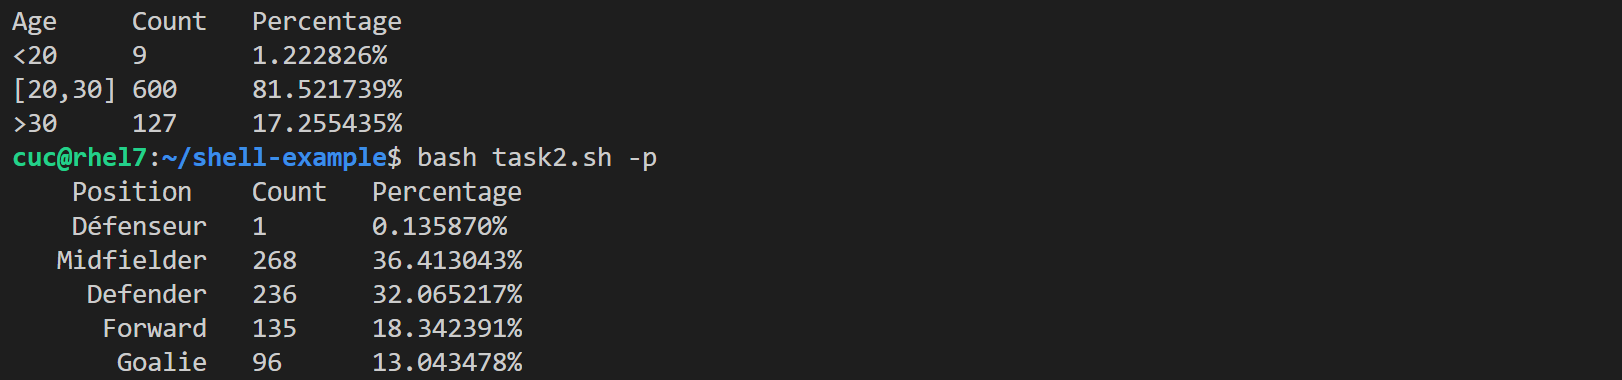 Age     Count   Percentage
<20     9       1.222826%
[20,30] 600     81.521739%
>30     127     17.255435%
cuc@rhel7:~/shell-example$ bash task2.sh -p
    Position    Count   Percentage
    Défenseur   1       0.135870%
   Midfielder   268     36.413043%
     Defender   236     32.065217%
      Forward   135     18.342391%
       Goalie   96      13.043478%